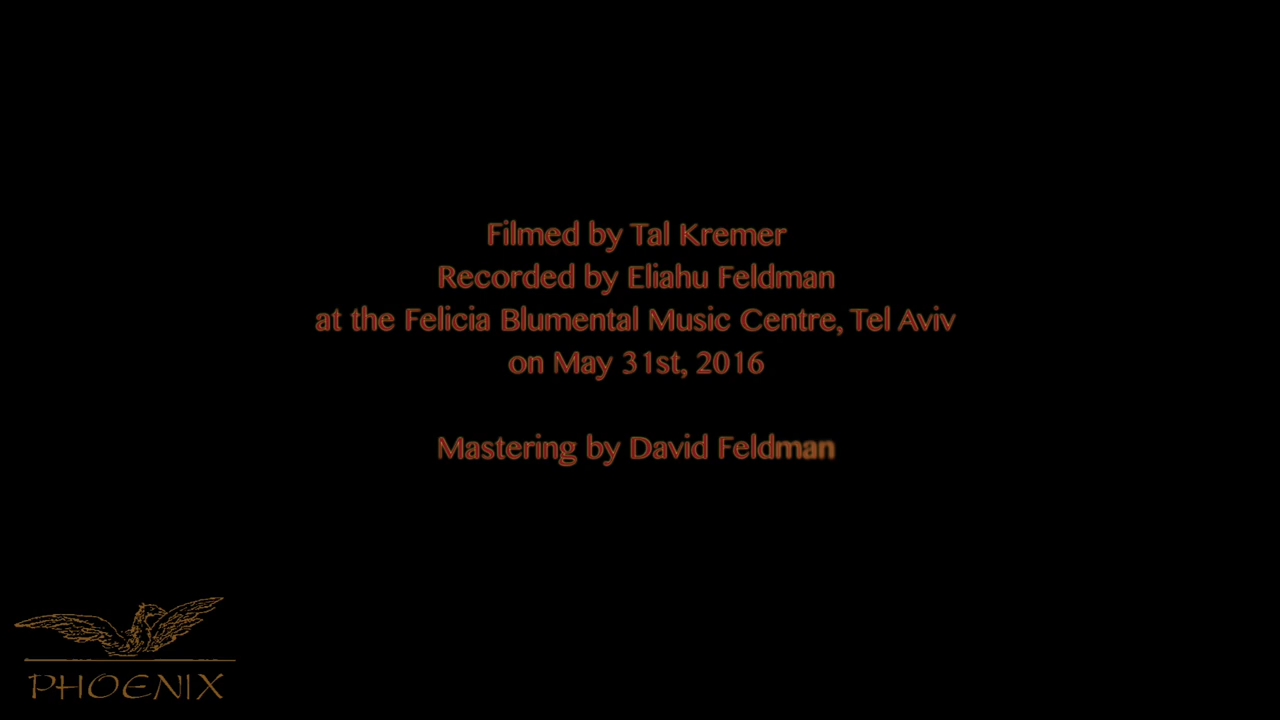 Filmed by Tal Kremer
Recorded by Eliahu Feldman
at the Felicia Blumental Music Centre, Tel Aviv
on May 31st, 2016
Mastering by David Feldman
PHOENIX